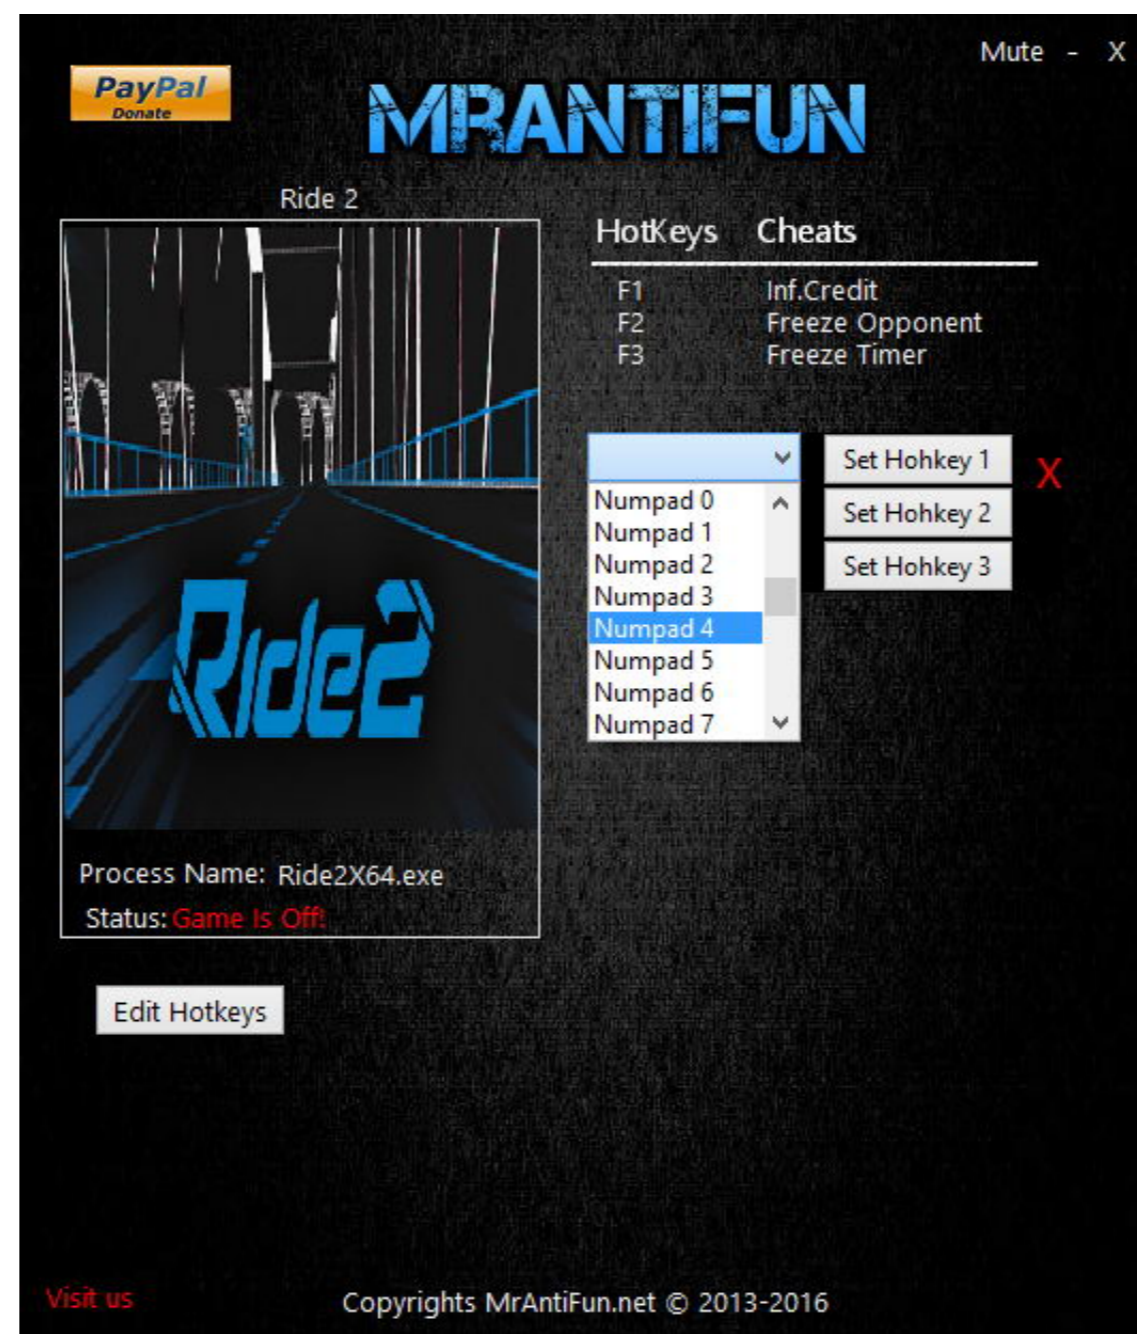 Mute - X
PayPal
Donate
MRANTIFUN
Ride 2
HotKeys Cheats
F1 Inf.Credit
F2 Freeze Opponent
F3 Freeze Timer
Set Hohkey 1
X
Set Hohkey 2
Set Hohkey 3
Numpad 0
Numpad 1
Numpad 2
Numpad 3
Numpad 4
Numpad 5
Numpad 6
Numpad 7
Ride2
Process Name: Ride2X64.exe
Status: Game Is Off!
Edit Hotkeys
Visit us
Copyrights MrAntiFun.net © 2013-2016